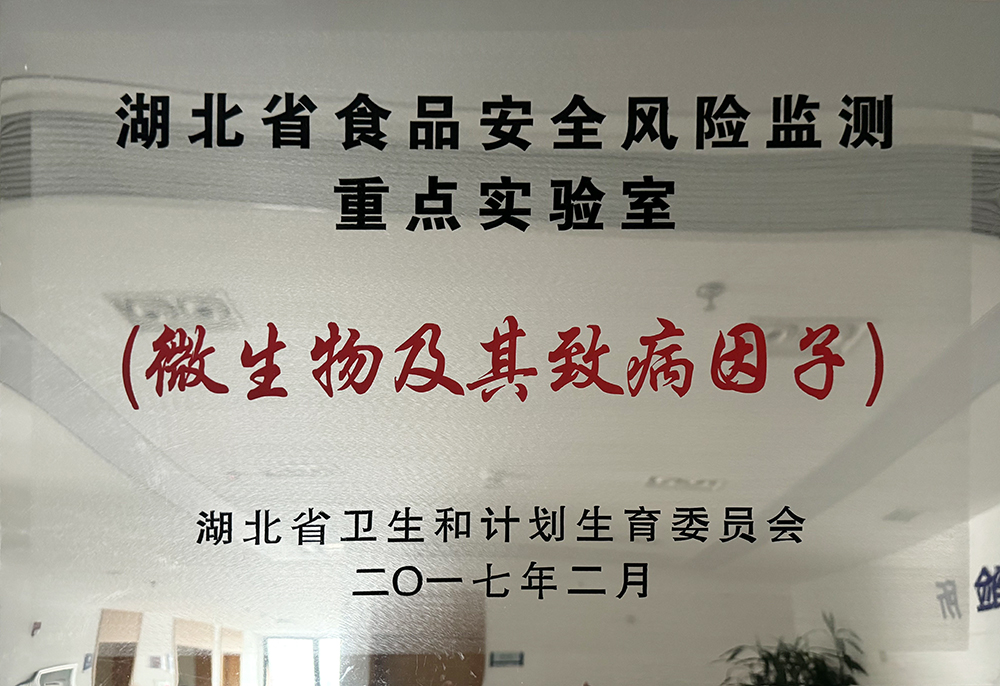 湖北省食品安全风险监测
重点实验室
(微生物及其致病因子)
湖北省卫生和计划生育委员会
二〇一七年二月
验所